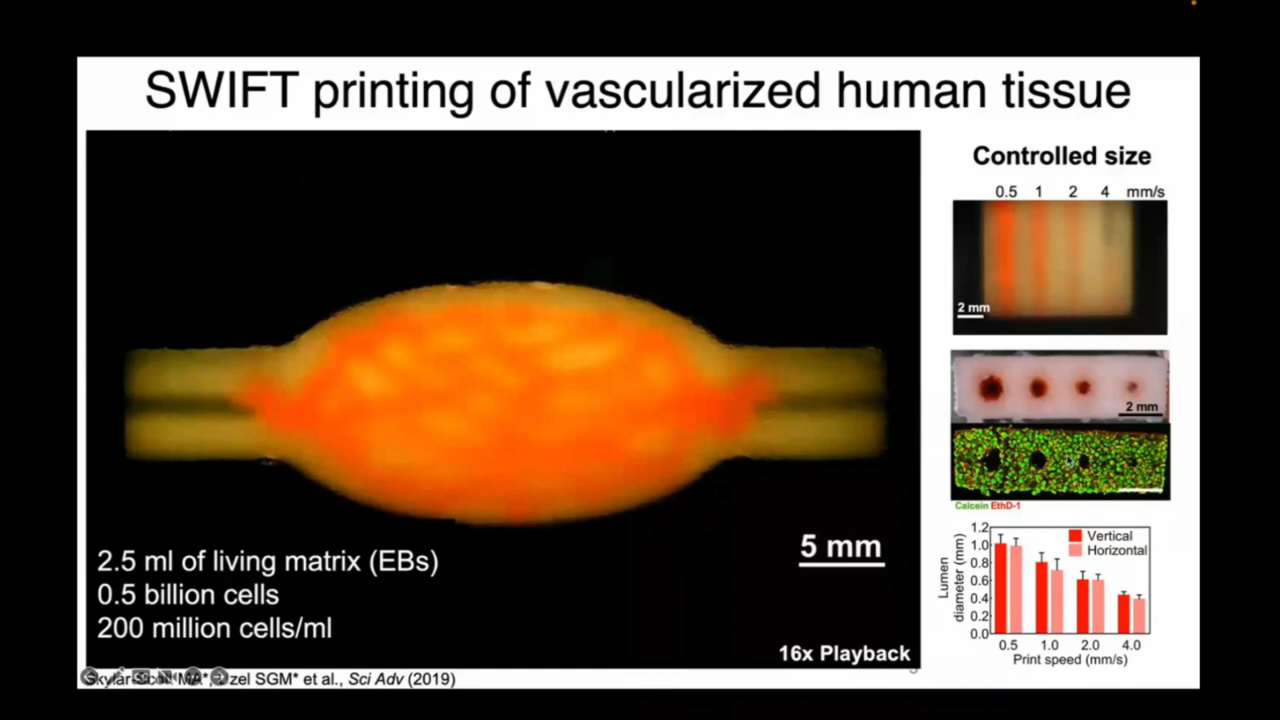 SWIFT printing of vascularized human tissue
Controlled size
0.5 1 2 4 mm/s
2 mm
2 mm
Calcein EthD-1
5 mm
2.5 ml of living matrix (EBs)
0.5 billion cells
200 million cells/ml
16x Playback
1.2
1.0
0.8
0.6
0.4
0.2
0.0
Lumen
diameter (mm)
Vertical
Horizontal
0.5 1.0 2.0 4.0
Print speed (mm/s)
SGM* et al., Sci Adv (2019)